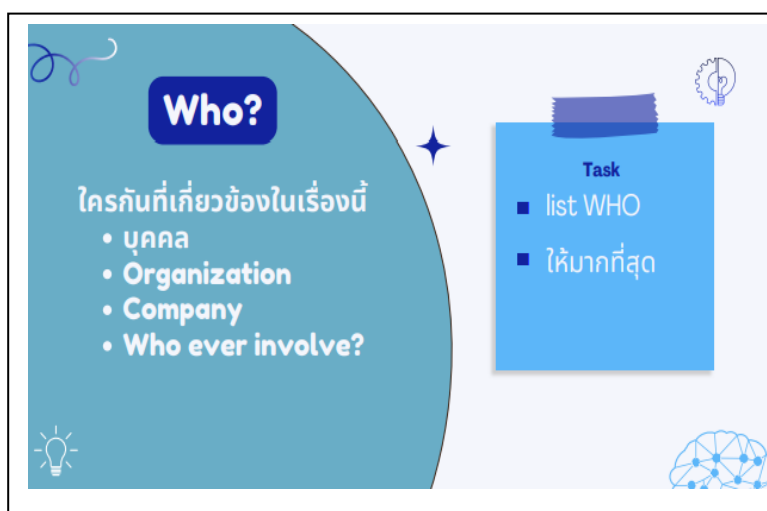 Who?
ใครกันที่เกี่ยวข้องในเรื่องนี้
• บุคคล
• Organization
• Company
• Who ever involve?
Task
▪ list WHO
▪ ให้มากที่สุด